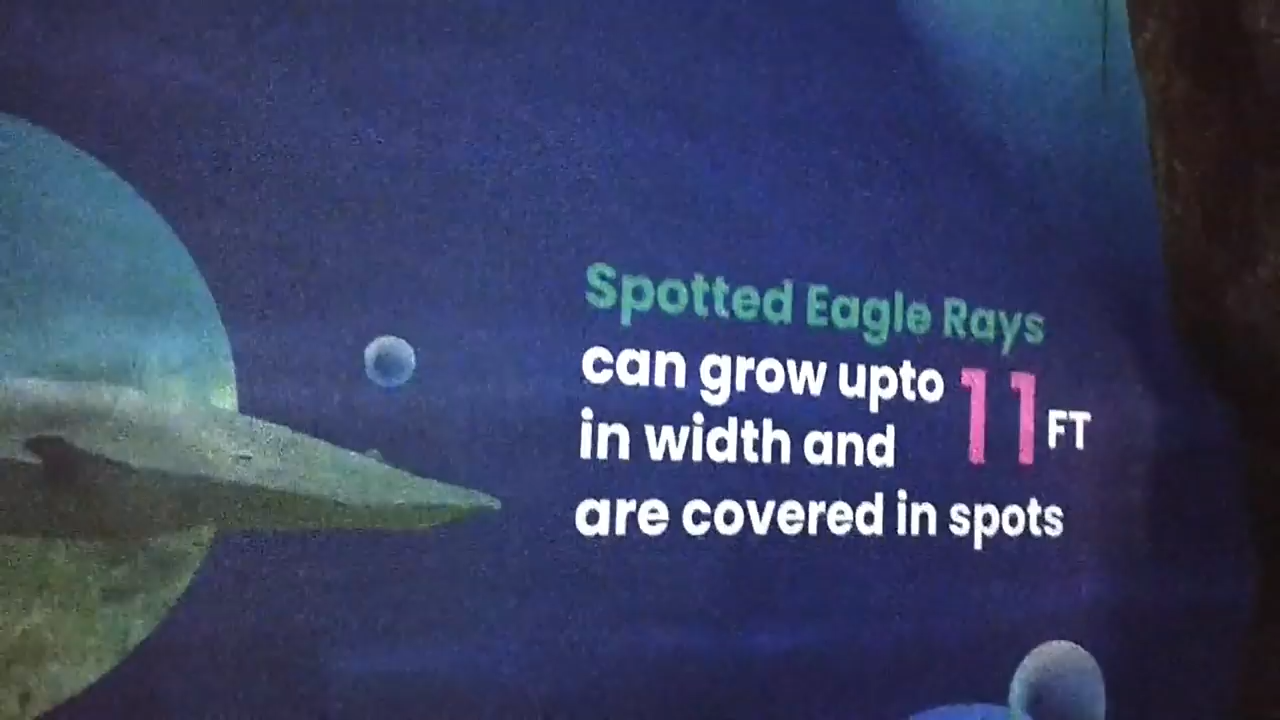 Spotted Eagle Rays
can grow upto 11 FT
in width and
are covered in spots